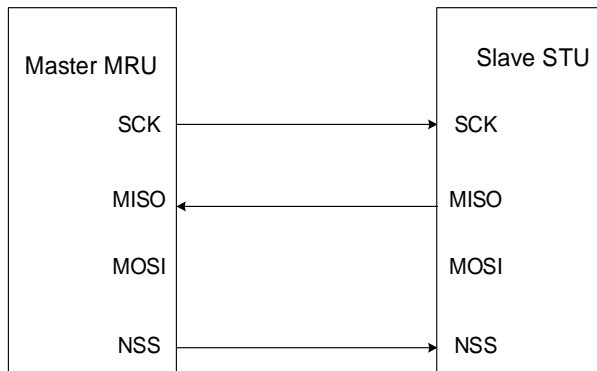 Master MRU
Slave STU
SCK
SCK
MISO
MISO
MOSI
MOSI
NSS
NSS